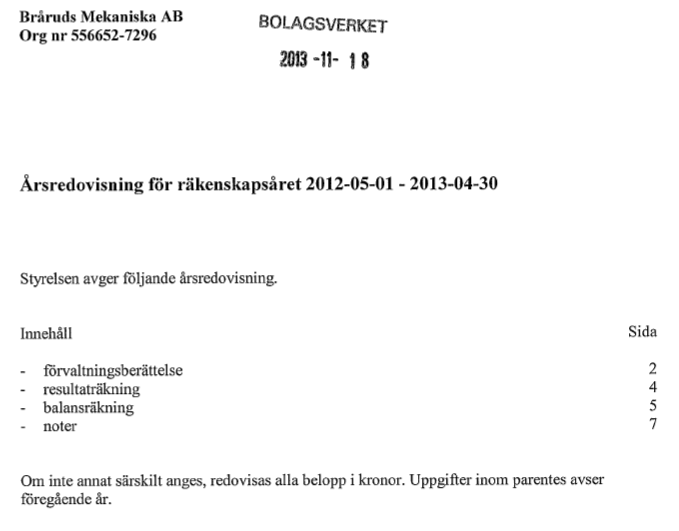 Bråruds Mekaniska AB
Org nr 556652-7296
BOLAGSVERKET
2013 -11- 18
Årsredovisning för räkenskapsåret 2012-05-01 - 2013-04-30
Styrelsen avger följande årsredovisning.
Innehåll Sida
- förvaltningsberättelse 2
- resultaträkning 4
- balansräkning 5
- noter 7
Om inte annat särskilt anges, redovisas alla belopp i kronor. Uppgifter inom parentes avser
föregående år.